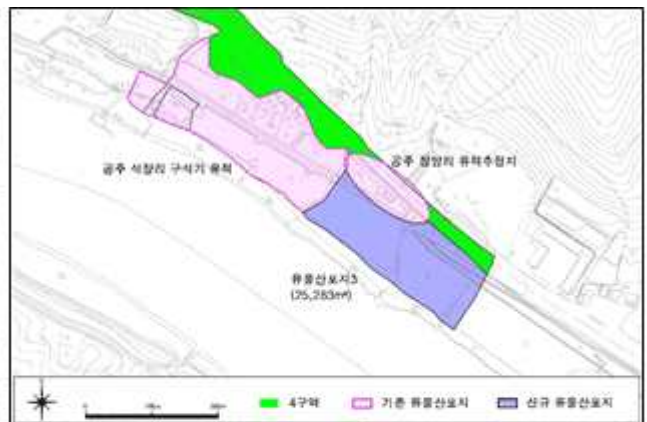 공주 석장리 구석기 유적
공주 장암리 유적추정지
유물산포지3
(25,283㎡)
4구역
기존 유물산포지
신규 유물산포지